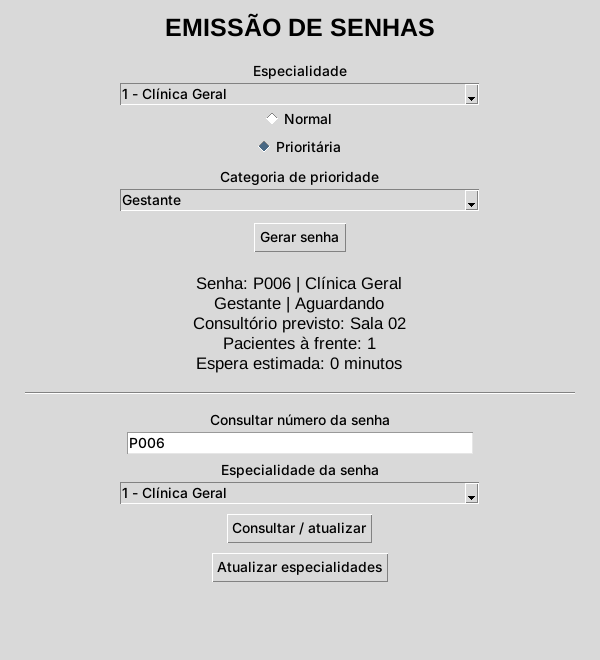 EMISSÃO DE SENHAS
Especialidade
1 - Clínica Geral
Normal
Prioritária
Categoria de prioridade
Gestante
Gerar senha
Senha: P006 | Clínica Geral
Gestante | Aguardando
Consultório previsto: Sala 02
Pacientes à frente: 1
Espera estimada: 0 minutos
Consultar número da senha
P006
Especialidade da senha
1 - Clínica Geral
Consultar / atualizar
Atualizar especialidades